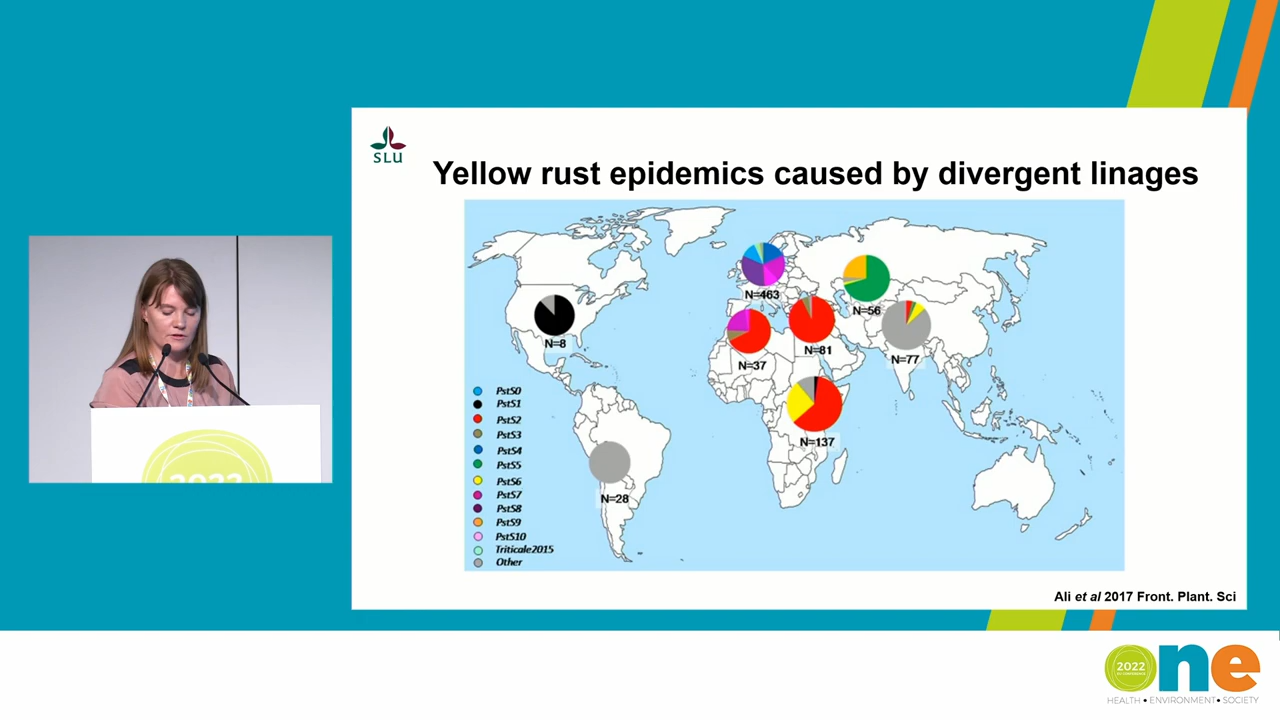 SLU
Yellow rust epidemics caused by divergent linages
N=463
N=8
N=56
N=37
N=81
N=77
N=137
N=28
PstS0
PstS1
PstS2
PstS3
PstS4
PstS5
PstS6
PstS7
PstS8
PstS9
PstS10
Triticale2015
Other
Ali et al 2017 Front. Plant. Sci
2022
2022
one
HEALTH • ENVIRONMENT • SOCIETY